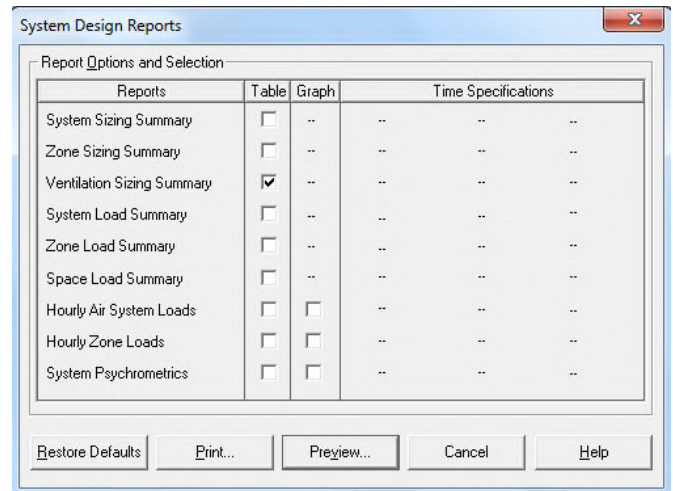 System Design Reports
Report Options and Selection
Reports Table Graph Time Specifications
System Sizing Summary -- -- -- --
Zone Sizing Summary -- -- -- --
Ventilation Sizing Summary -- -- -- --
System Load Summary -- -- -- --
Zone Load Summary -- -- -- --
Space Load Summary -- -- -- --
Hourly Air System Loads -- -- --
Hourly Zone Loads -- -- --
System Psychrometrics -- -- --
Restore Defaults Print... Preview... Cancel Help